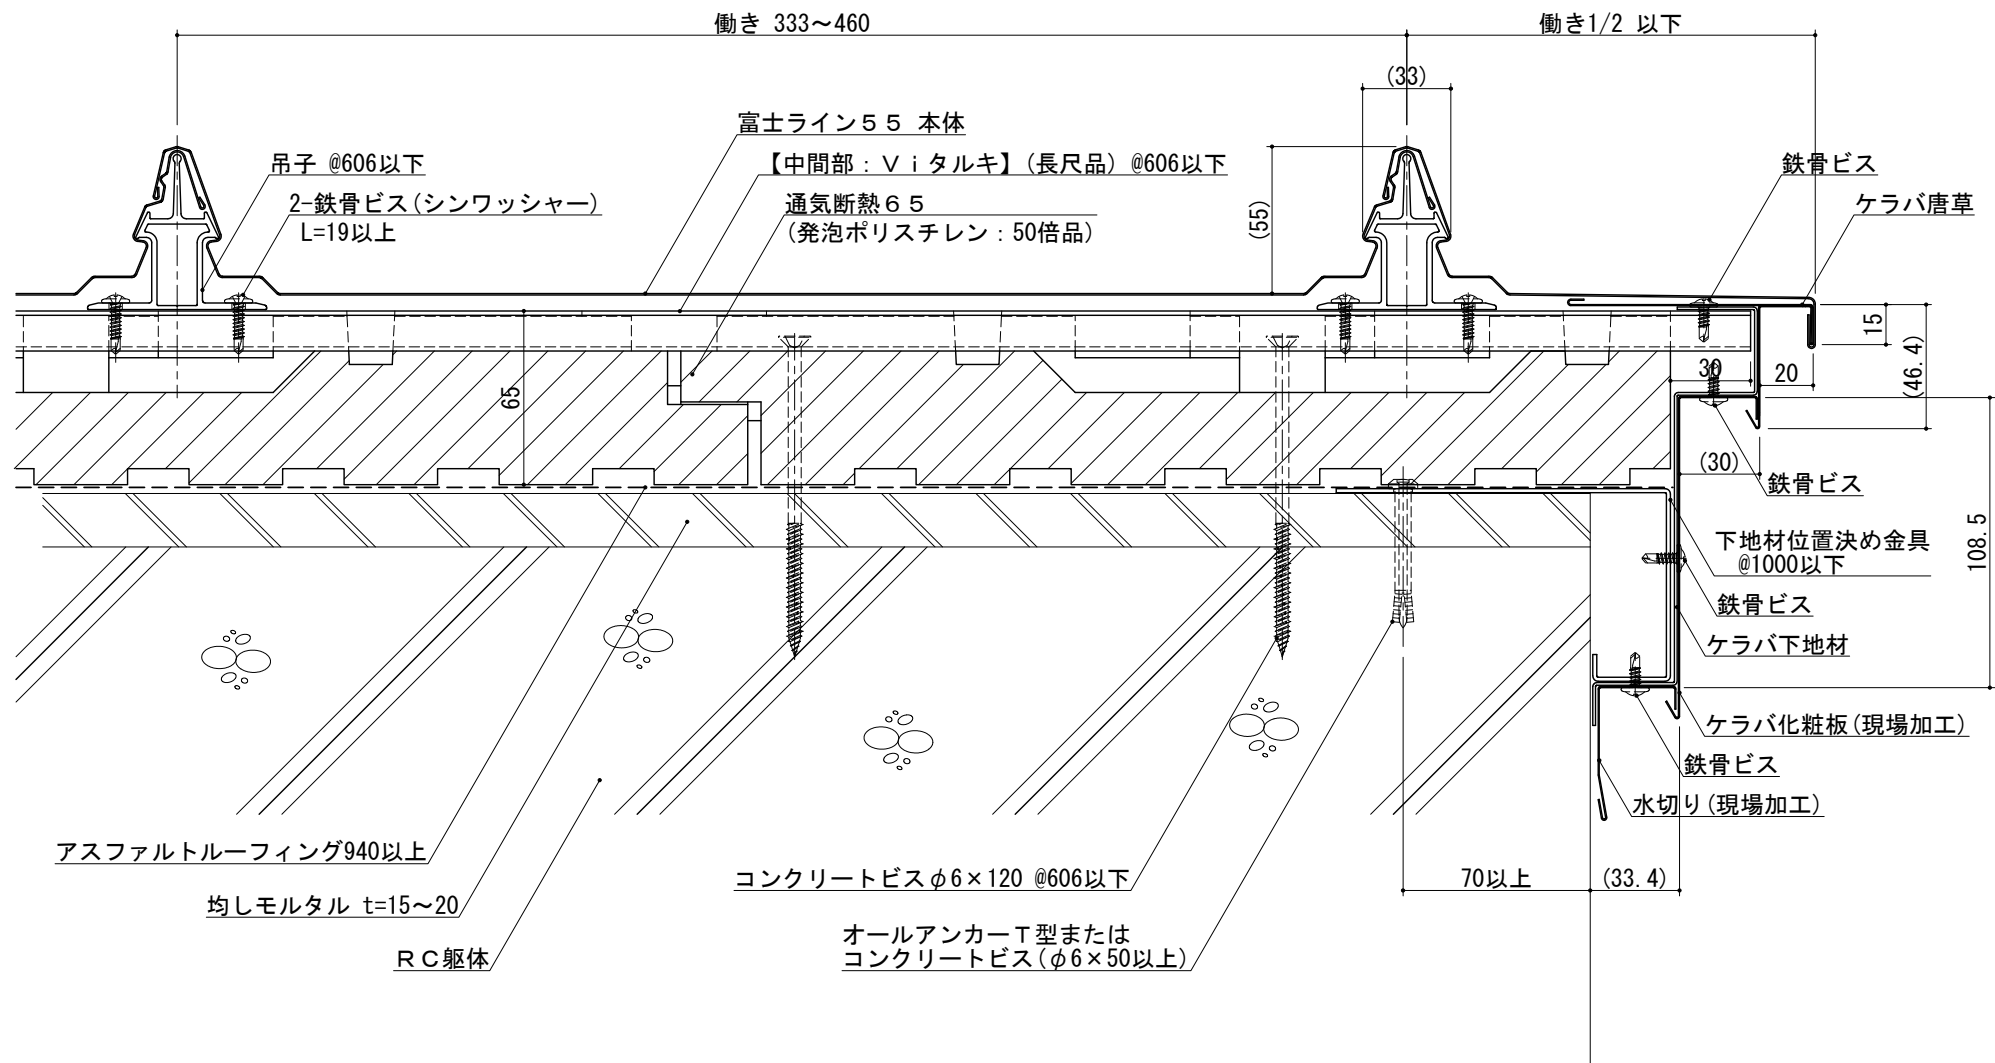 働き 333～460
働き1/2 以下
(33)
富士ライン５５ 本体
吊子 @606以下
【中間部：Ｖｉタルキ】(長尺品) @606以下
鉄骨ビス
2-鉄骨ビス(シンワッシャー)
L=19以上
通気断熱６５
(発泡ポリスチレン：50倍品)
ケラバ唐草
(55)
15
(46.4)
30
20
65
(30)
鉄骨ビス
108.5
下地材位置決め金具
@1000以下
鉄骨ビス
ケラバ下地材
ケラバ化粧板(現場加工)
鉄骨ビス
水切り(現場加工)
アスファルトルーフィング940以上
コンクリートビスφ6×120 @606以下
70以上
(33.4)
均しモルタル t=15～20
オールアンカーＴ型または
コンクリートビス(φ6×50以上)
ＲＣ躯体